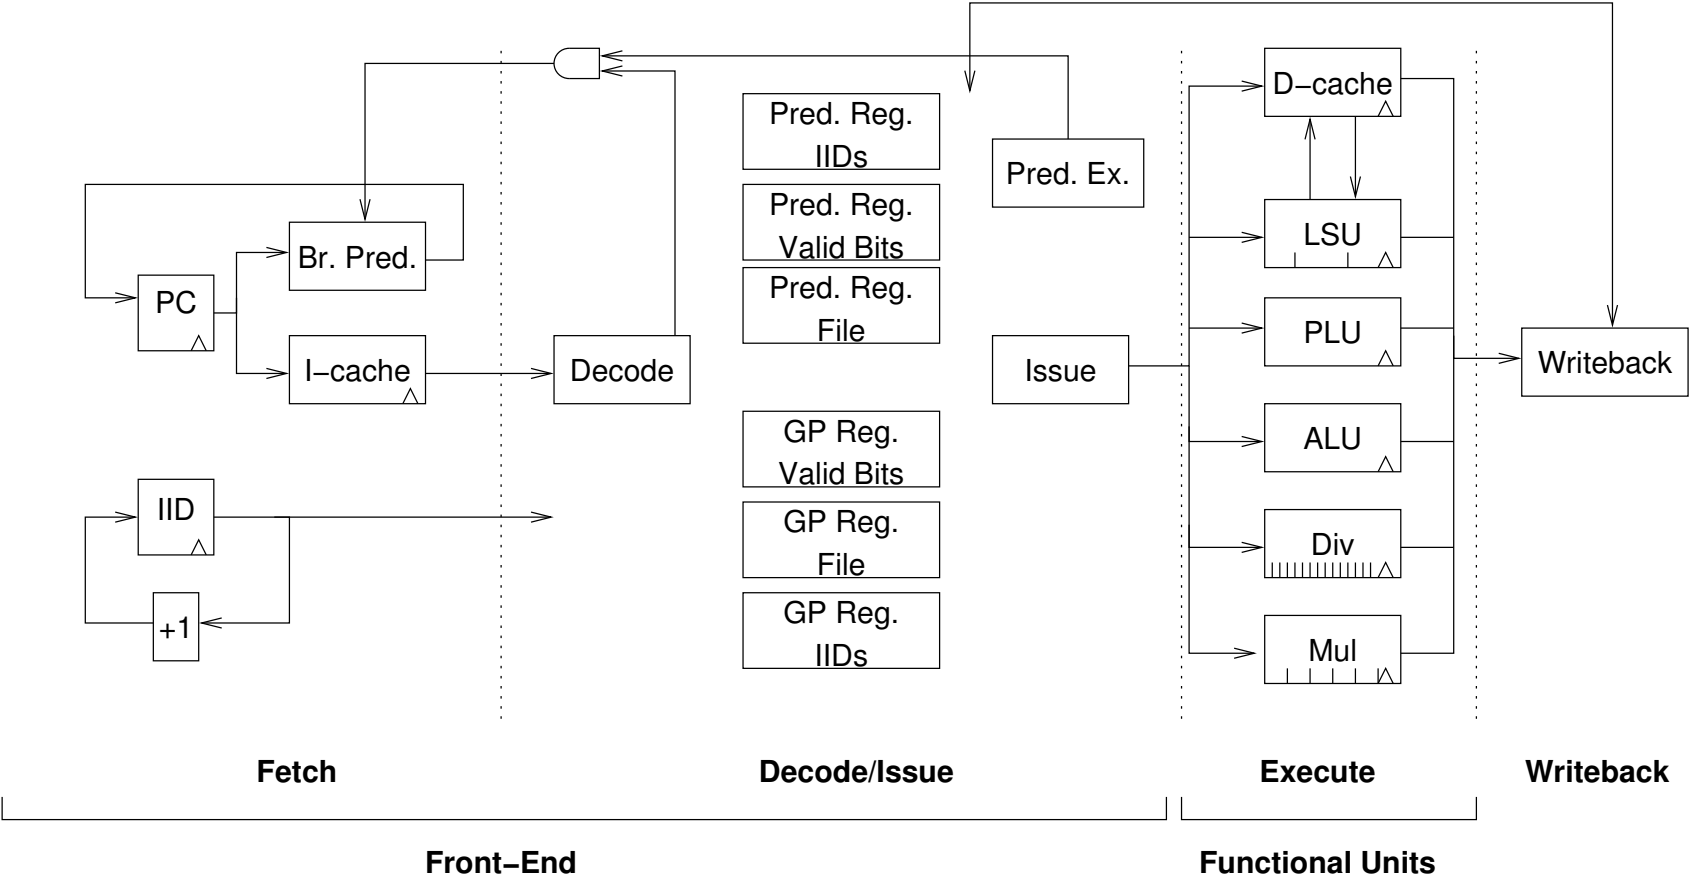 Pred. Reg.
IIDs
Pred. Reg.
Valid Bits
Pred. Reg.
File
Pred. Ex.
D−cache
LSU
PLU
ALU
Div
Mul
Br. Pred.
PC
I−cache
Decode
Issue
Writeback
GP Reg.
Valid Bits
GP Reg.
File
GP Reg.
IIDs
IID
+1
Fetch
Decode/Issue
Execute
Writeback
Front−End
Functional Units